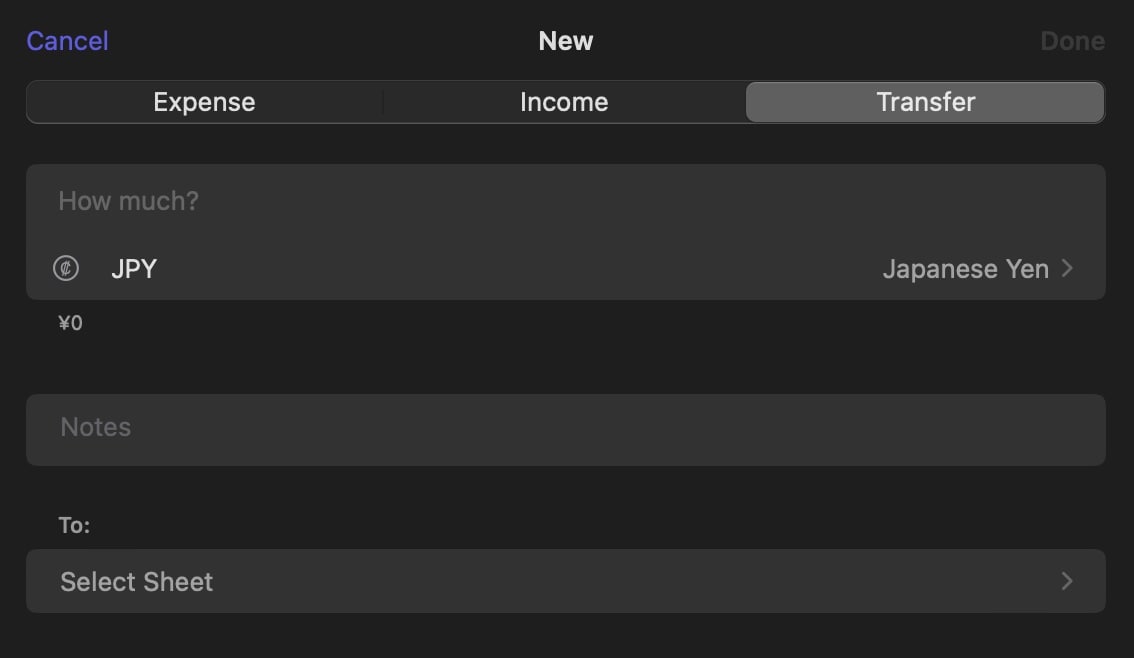 Cancel New Done
Expense Income Transfer
How much?
JPY Japanese Yen
¥0
Notes
To:
Select Sheet